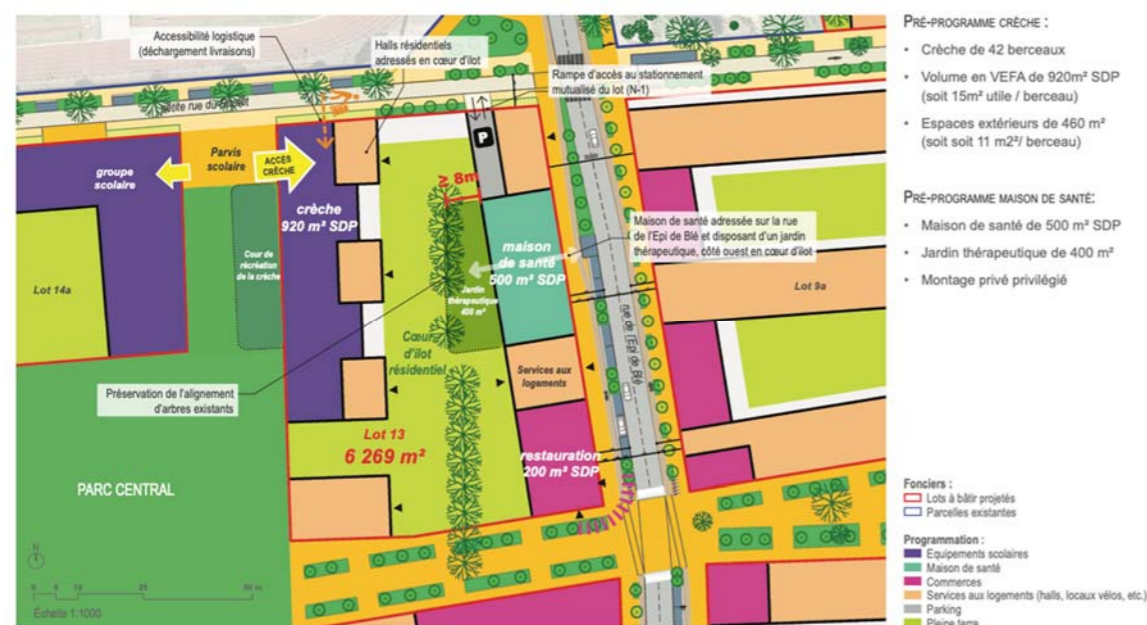 Accessibilité logistique
(déchargement livraisons)
Halls résidentiels
adressés en cœur d'ilot
Rampe d'accès au stationnement
mutualisé du lot (N-1)
P
groupe
scolaire
Parvis
scolaire
ACCÈS
CRÈCHE
crèche
920 m² SDP
≥ 8m
Maison de santé adressée sur la rue
de l'Epi de Blé et disposant d'un jardin
thérapeutique, côté ouest en cœur d'ilot
maison
de santé
500 m² SDP
Lot 14a
Cour de
récréation
de la crèche
Jardin
thérapeutique
400 m²
Lot 9a
rue de l'Epi de Blé
Cœur
d'ilot
résidentiel
Services aux
logements
Préservation de l'alignement
d'arbres existants
Lot 13
6 269 m²
restauration
200 m² SDP
PARC CENTRAL
N
0 5 10 25 50 m
Échelle 1:1000
PRÉ-PROGRAMME CRÈCHE :
• Crèche de 42 berceaux
• Volume en VEFA de 920m² SDP
(soit 15m² utile / berceau)
• Espaces extérieurs de 460 m²
(soit soit 11 m2²/ berceau)
PRÉ-PROGRAMME MAISON DE SANTÉ:
• Maison de santé de 500 m² SDP
• Jardin thérapeutique de 400 m²
• Montage privé privilégié
Fonciers :
Lots à bâtir projetés
Parcelles existantes
Programmation :
Equipements scolaires
Maison de santé
Commerces
Services aux logements (halls, locaux vélos, etc.)
Parking
Pleine terre